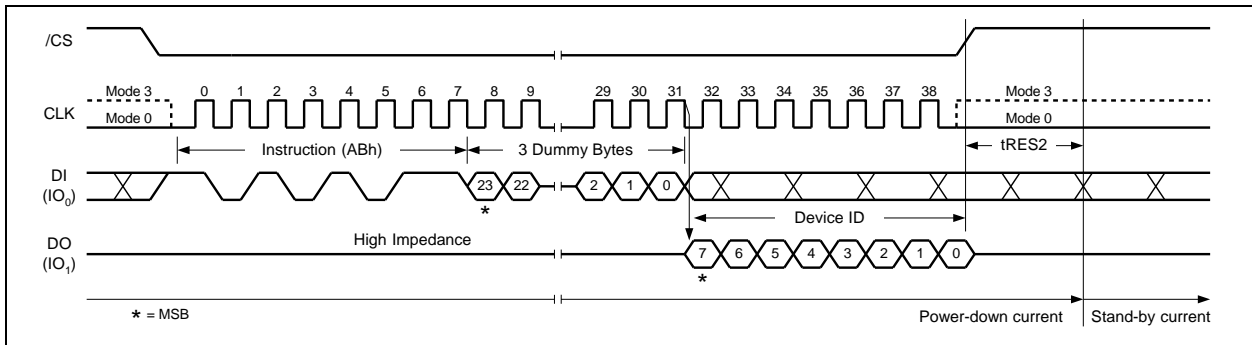 /CS
Mode 3 0 1 2 3 4 5 6 7 8 9 29 30 31 32 33 34 35 36 37 38 Mode 3
CLK
Mode 0 Mode 0
Instruction (ABh) 3 Dummy Bytes tRES2
DI
(IO0)
23 22 2 1 0
*
Device ID
High Impedance
DO
(IO1)
7 6 5 4 3 2 1 0
*
* = MSB
Power-down current Stand-by current